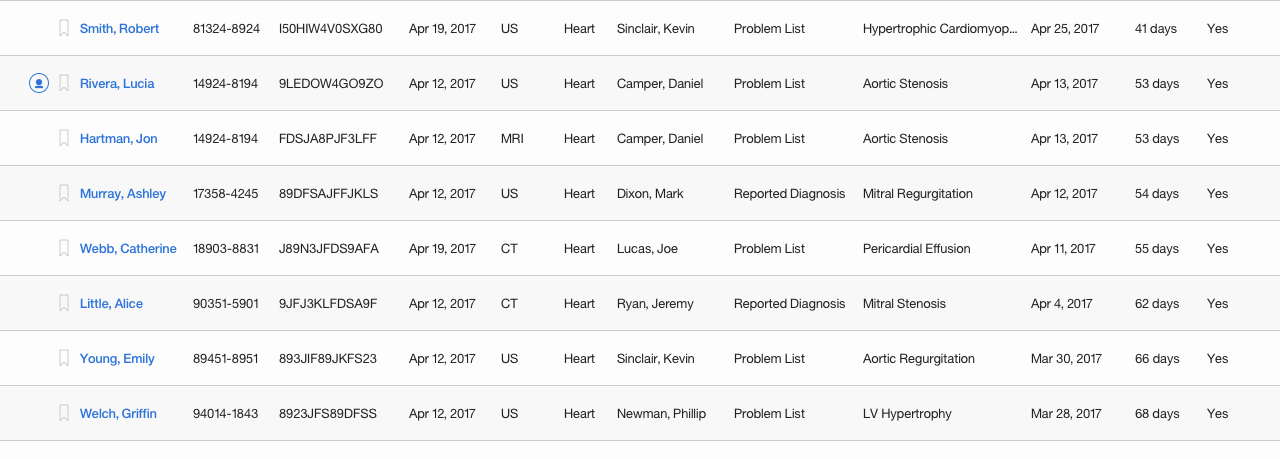 Smith, Robert 81324-8924 I50HIW4V0SXG80 Apr 19, 2017 US Heart Sinclair, Kevin Problem List Hypertrophic Cardiomyop... Apr 25, 2017 41 days Yes
Rivera, Lucia 14924-8194 9LEDOW4GO9ZO Apr 12, 2017 US Heart Camper, Daniel Problem List Aortic Stenosis Apr 13, 2017 53 days Yes
Hartman, Jon 14924-8194 FDSJA8PJF3LFF Apr 12, 2017 MRI Heart Camper, Daniel Problem List Aortic Stenosis Apr 13, 2017 53 days Yes
Murray, Ashley 17358-4245 89DFSAJFFJKLS Apr 12, 2017 US Heart Dixon, Mark Reported Diagnosis Mitral Regurgitation Apr 12, 2017 54 days Yes
Webb, Catherine 18903-8831 J89N3JFDS9AFA Apr 19, 2017 CT Heart Lucas, Joe Problem List Pericardial Effusion Apr 11, 2017 55 days Yes
Little, Alice 90351-5901 9JFJ3KLFDSA9F Apr 12, 2017 CT Heart Ryan, Jeremy Reported Diagnosis Mitral Stenosis Apr 4, 2017 62 days Yes
Young, Emily 89451-8951 893JIF89JKFS23 Apr 12, 2017 US Heart Sinclair, Kevin Problem List Aortic Regurgitation Mar 30, 2017 66 days Yes
Welch, Griffin 94014-1843 8923JFS89DFSS Apr 12, 2017 US Heart Newman, Phillip Problem List LV Hypertrophy Mar 28, 2017 68 days Yes